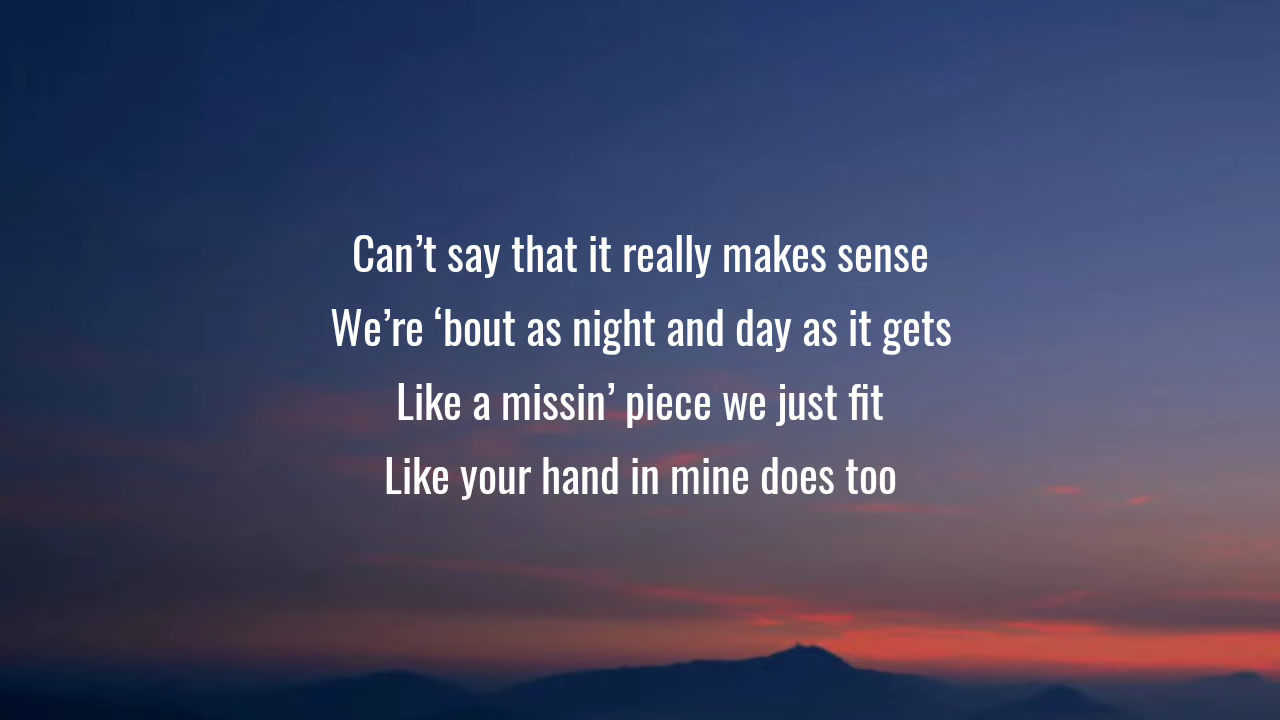 Can’t say that it really makes sense
We’re ‘bout as night and day as it gets
Like a missin’ piece we just fit
Like your hand in mine does too